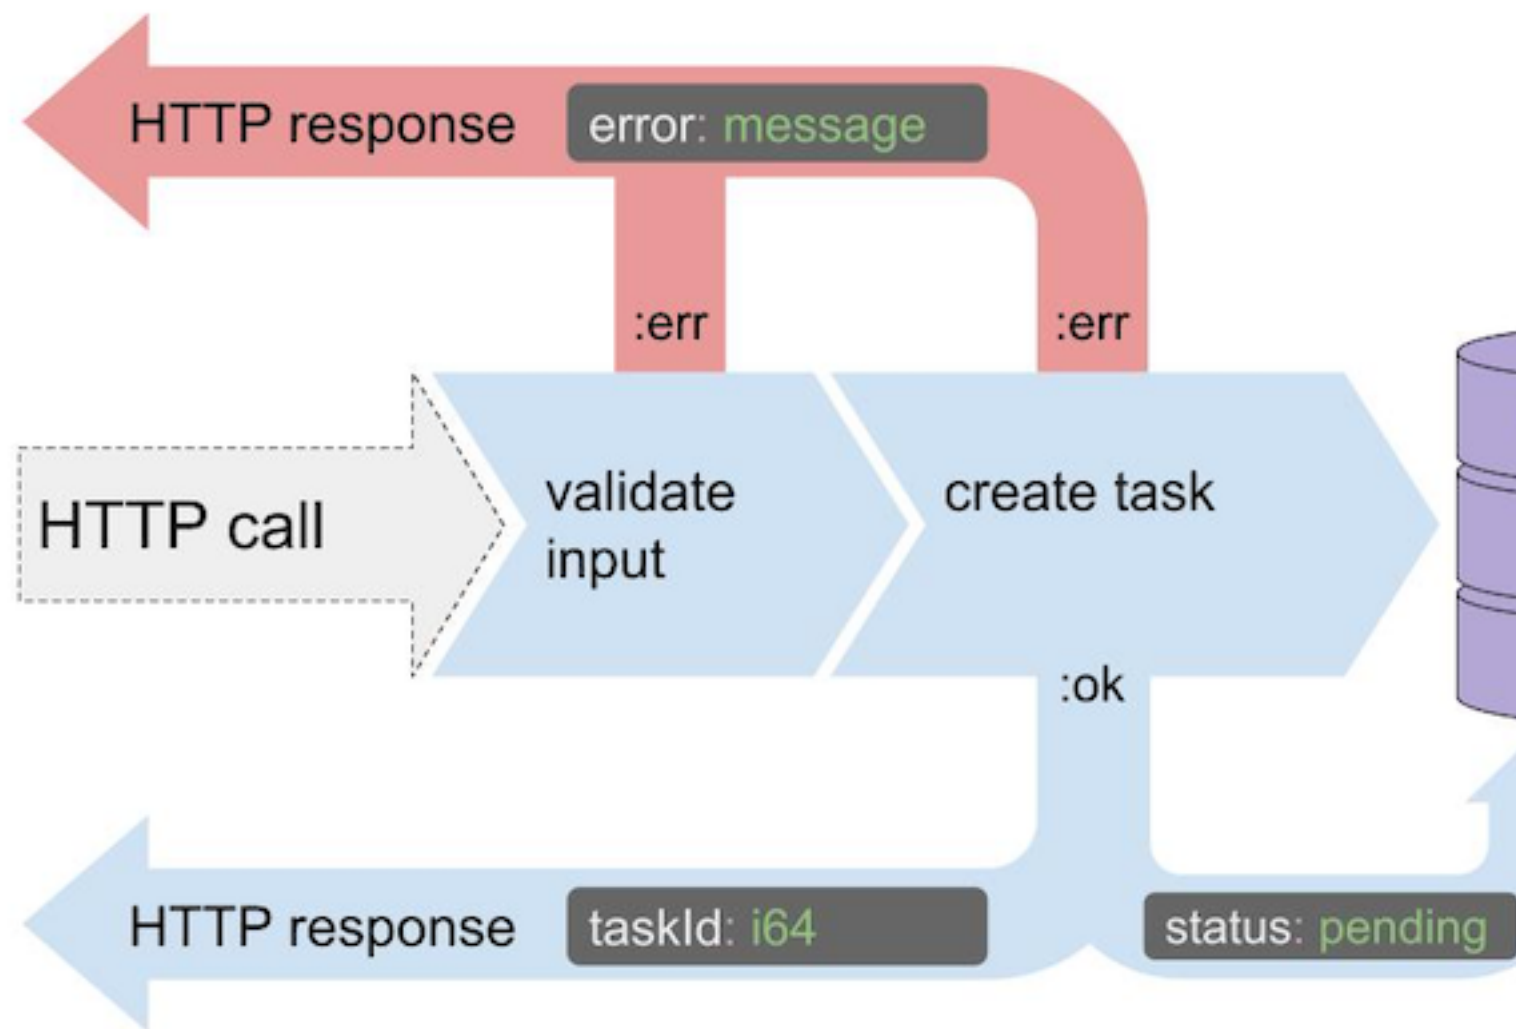 HTTP response
error: message
:err
:err
HTTP call
validate
input
create task
:ok
HTTP response
taskId: i64
status: pending